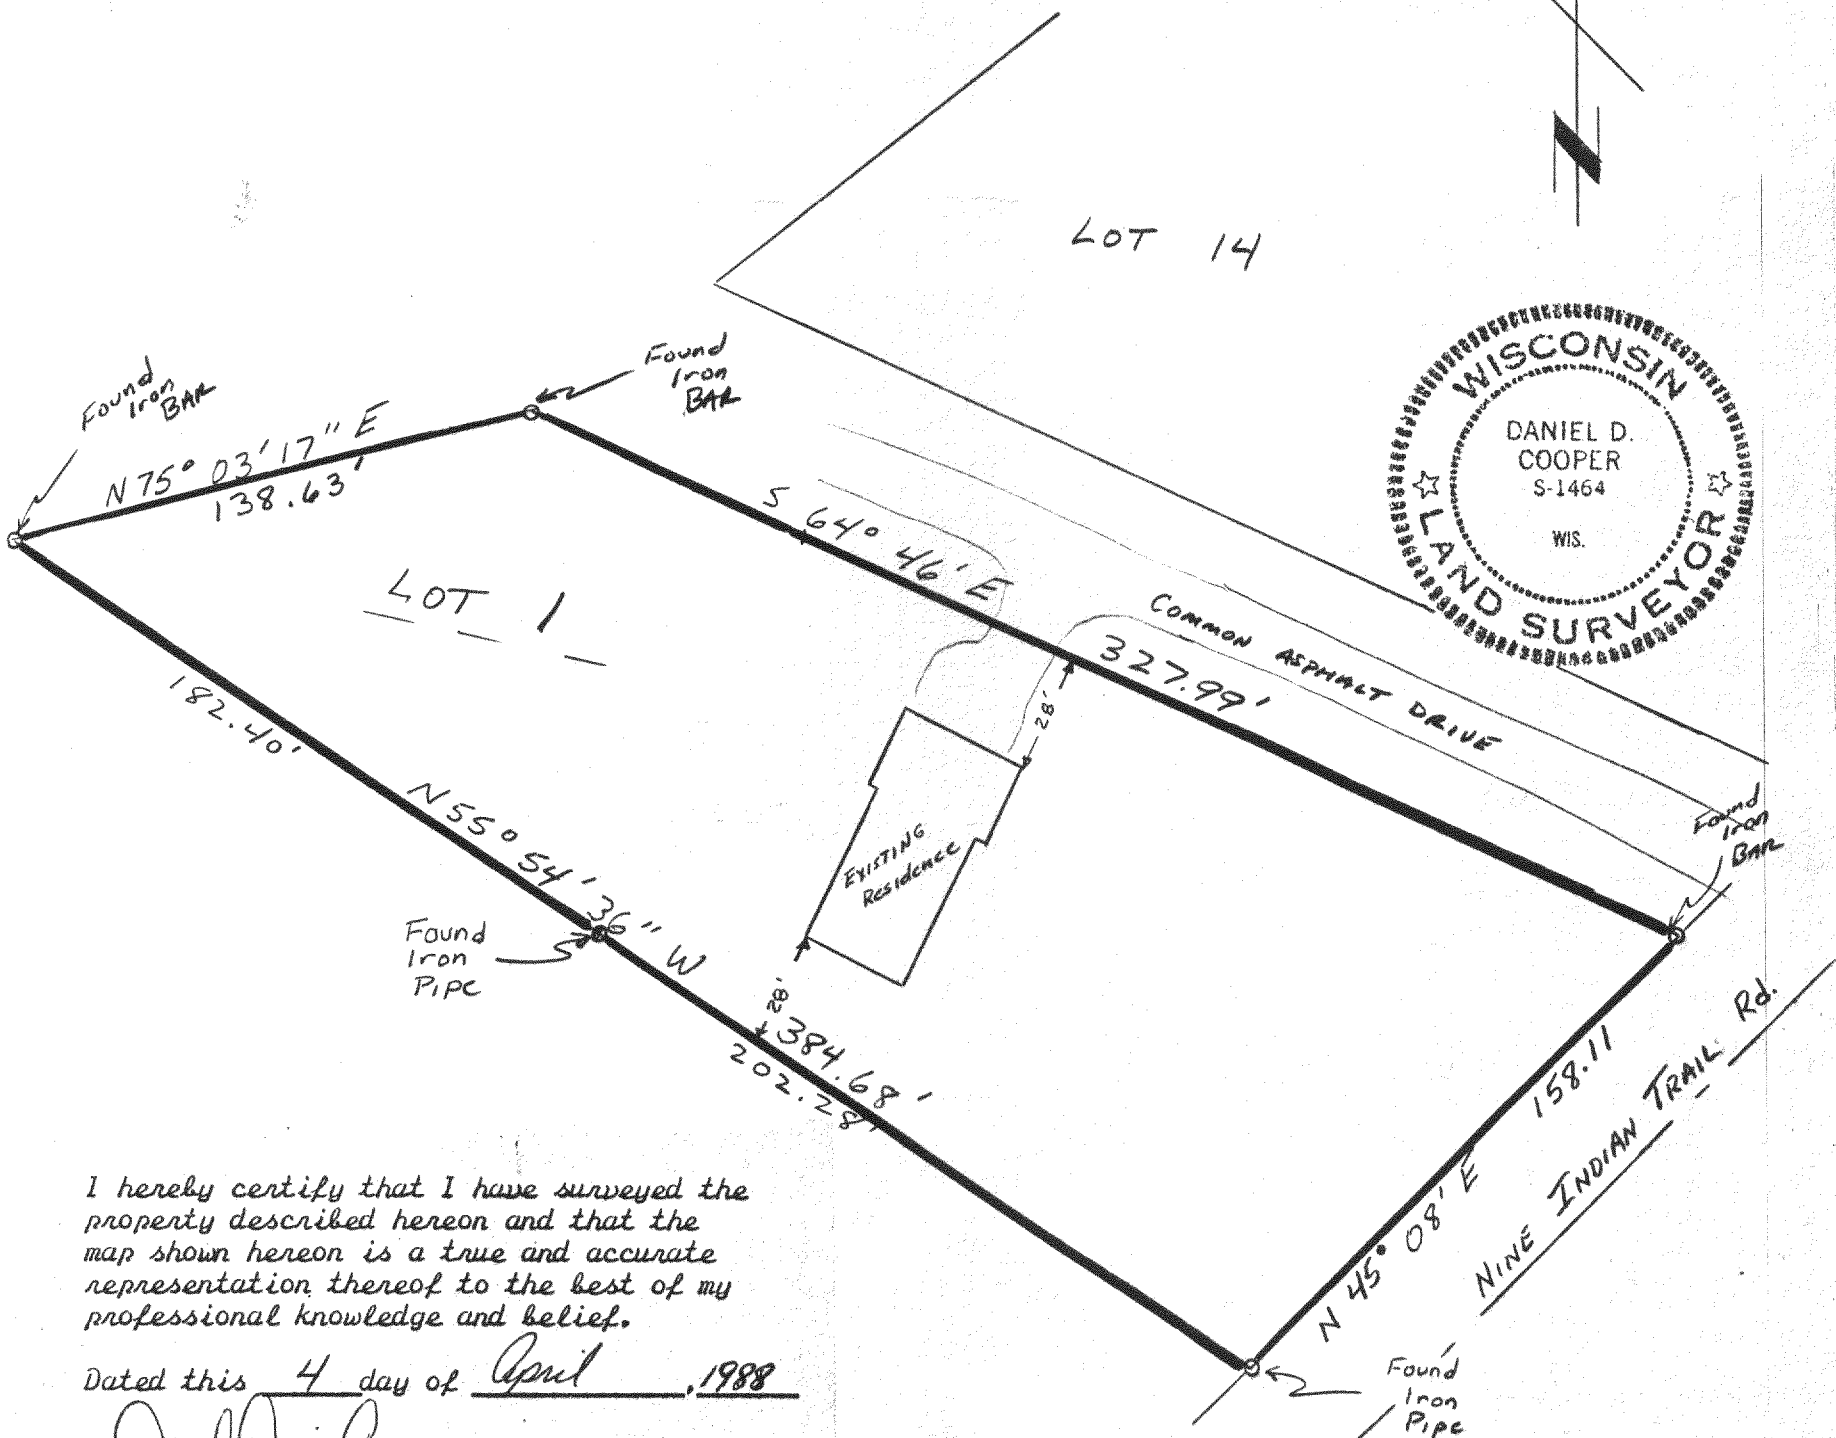 N
LOT 14
WISCONSIN
DANIEL D.
COOPER
S-1464
WIS.
LAND SURVEYOR
Found
Iron
BAR
Found
Iron
BAR
N 75° 03' 17" E
138.63'
S 64° 46' E
327.99'
COMMON ASPHALT DRIVE
LOT 1
182.40'
N 55° 54' 36" W
384.68'
202.28'
28'
EXISTING
Residence
28'
Found
Iron
Pipe
Found
Iron
BAR
158.11
N 45° 08' E
NINE INDIAN TRAIL Rd.
Found
Iron
Pipe
I hereby certify that I have surveyed the
property described hereon and that the
map shown hereon is a true and accurate
representation thereof to the best of my
professional knowledge and belief.
Dated this 4 day of April, 1988